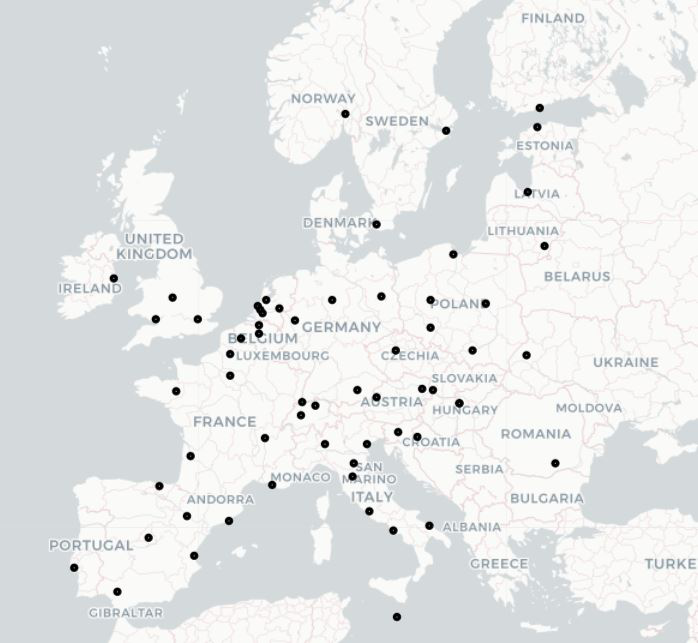 FINLAND
NORWAY
SWEDEN
ESTONIA
LATVIA
DENMARK
LITHUANIA
UNITED
KINGDOM
BELARUS
IRELAND
POLAND
GERMANY
BELGIUM
LUXEMBOURG
CZECHIA
UKRAINE
SLOVAKIA
AUSTRIA
HUNGARY
MOLDOVA
FRANCE
ROMANIA
CROATIA
SAN
MARINO
SERBIA
MONACO
ITALY
ANDORRA
BULGARIA
ALBANIA
PORTUGAL
GREECE
TURKE
GIBRALTAR